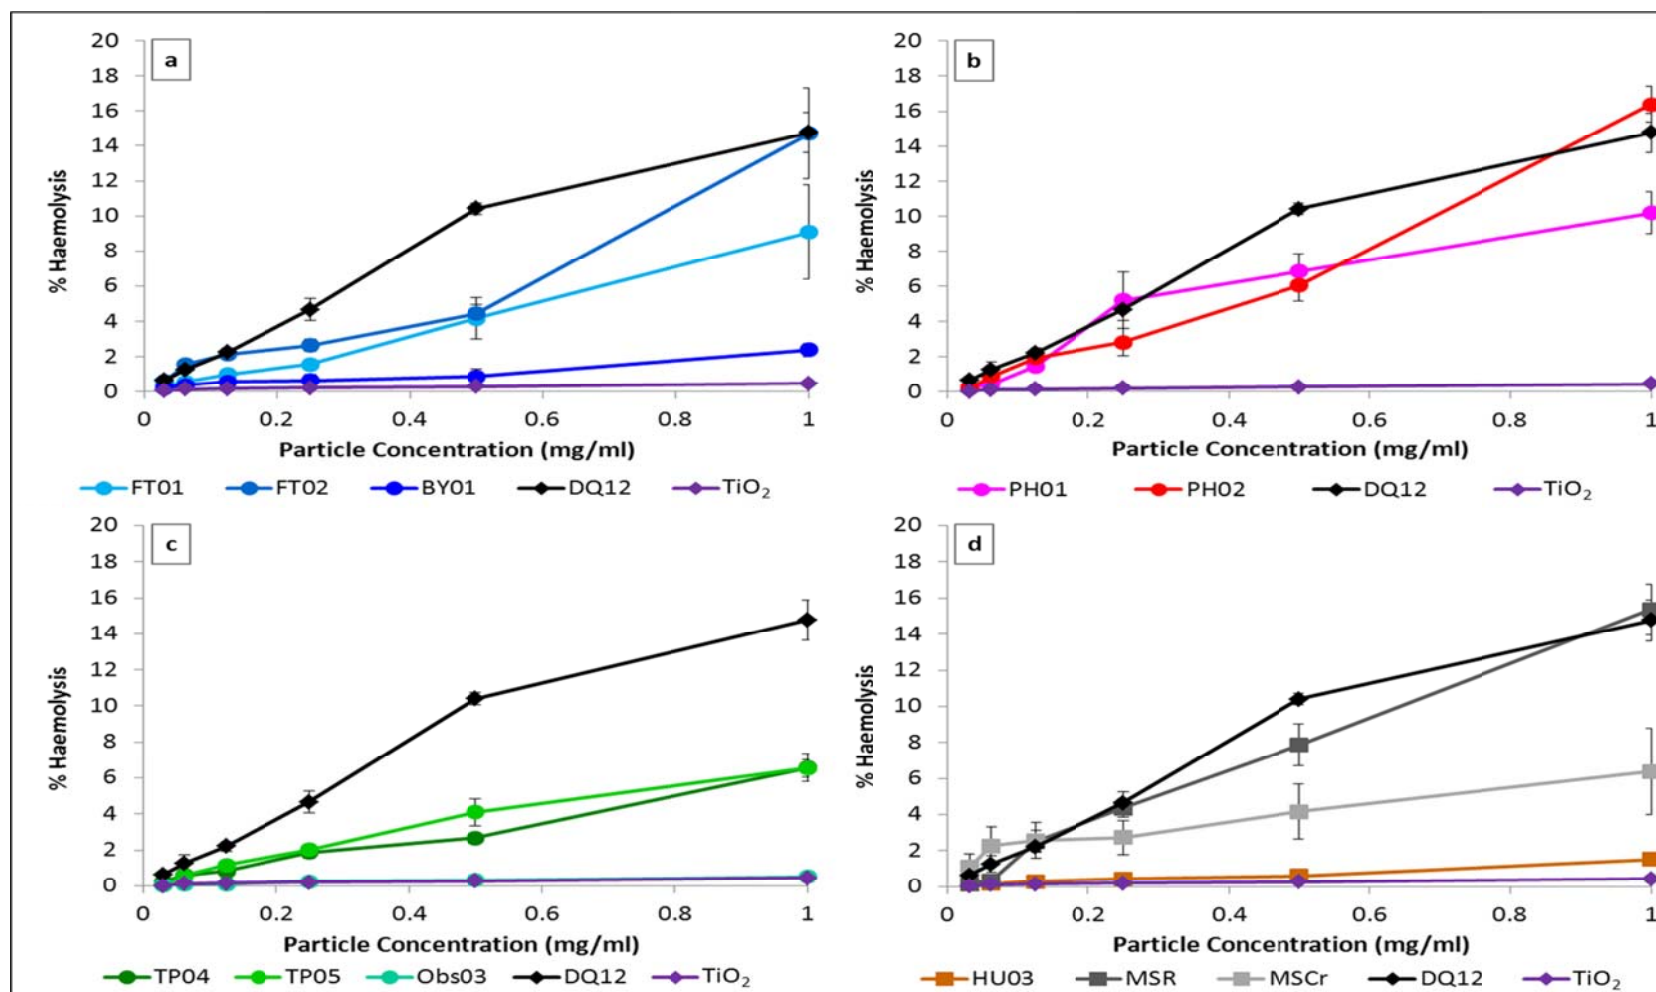 a
20
18
16
14
12
10
8
6
4
2
0
% Haemolysis
0 0.2 0.4 0.6 0.8 1
Particle Concentration (mg/ml)
FT01 FT02 BY01 DQ12 TiO₂
b
20
18
16
14
12
10
8
6
4
2
0
% Haemolysis
0 0.2 0.4 0.6 0.8 1
Particle Concentration (mg/ml)
PH01 PH02 DQ12 TiO₂
c
20
18
16
14
12
10
8
6
4
2
0
% Haemolysis
0 0.2 0.4 0.6 0.8 1
Particle Concentration (mg/ml)
TP04 TP05 Obs03 DQ12 TiO₂
d
20
18
16
14
12
10
8
6
4
2
0
% Haemolysis
0 0.2 0.4 0.6 0.8 1
Particle Concentration (mg/ml)
HU03 MSR MSCr DQ12 TiO₂